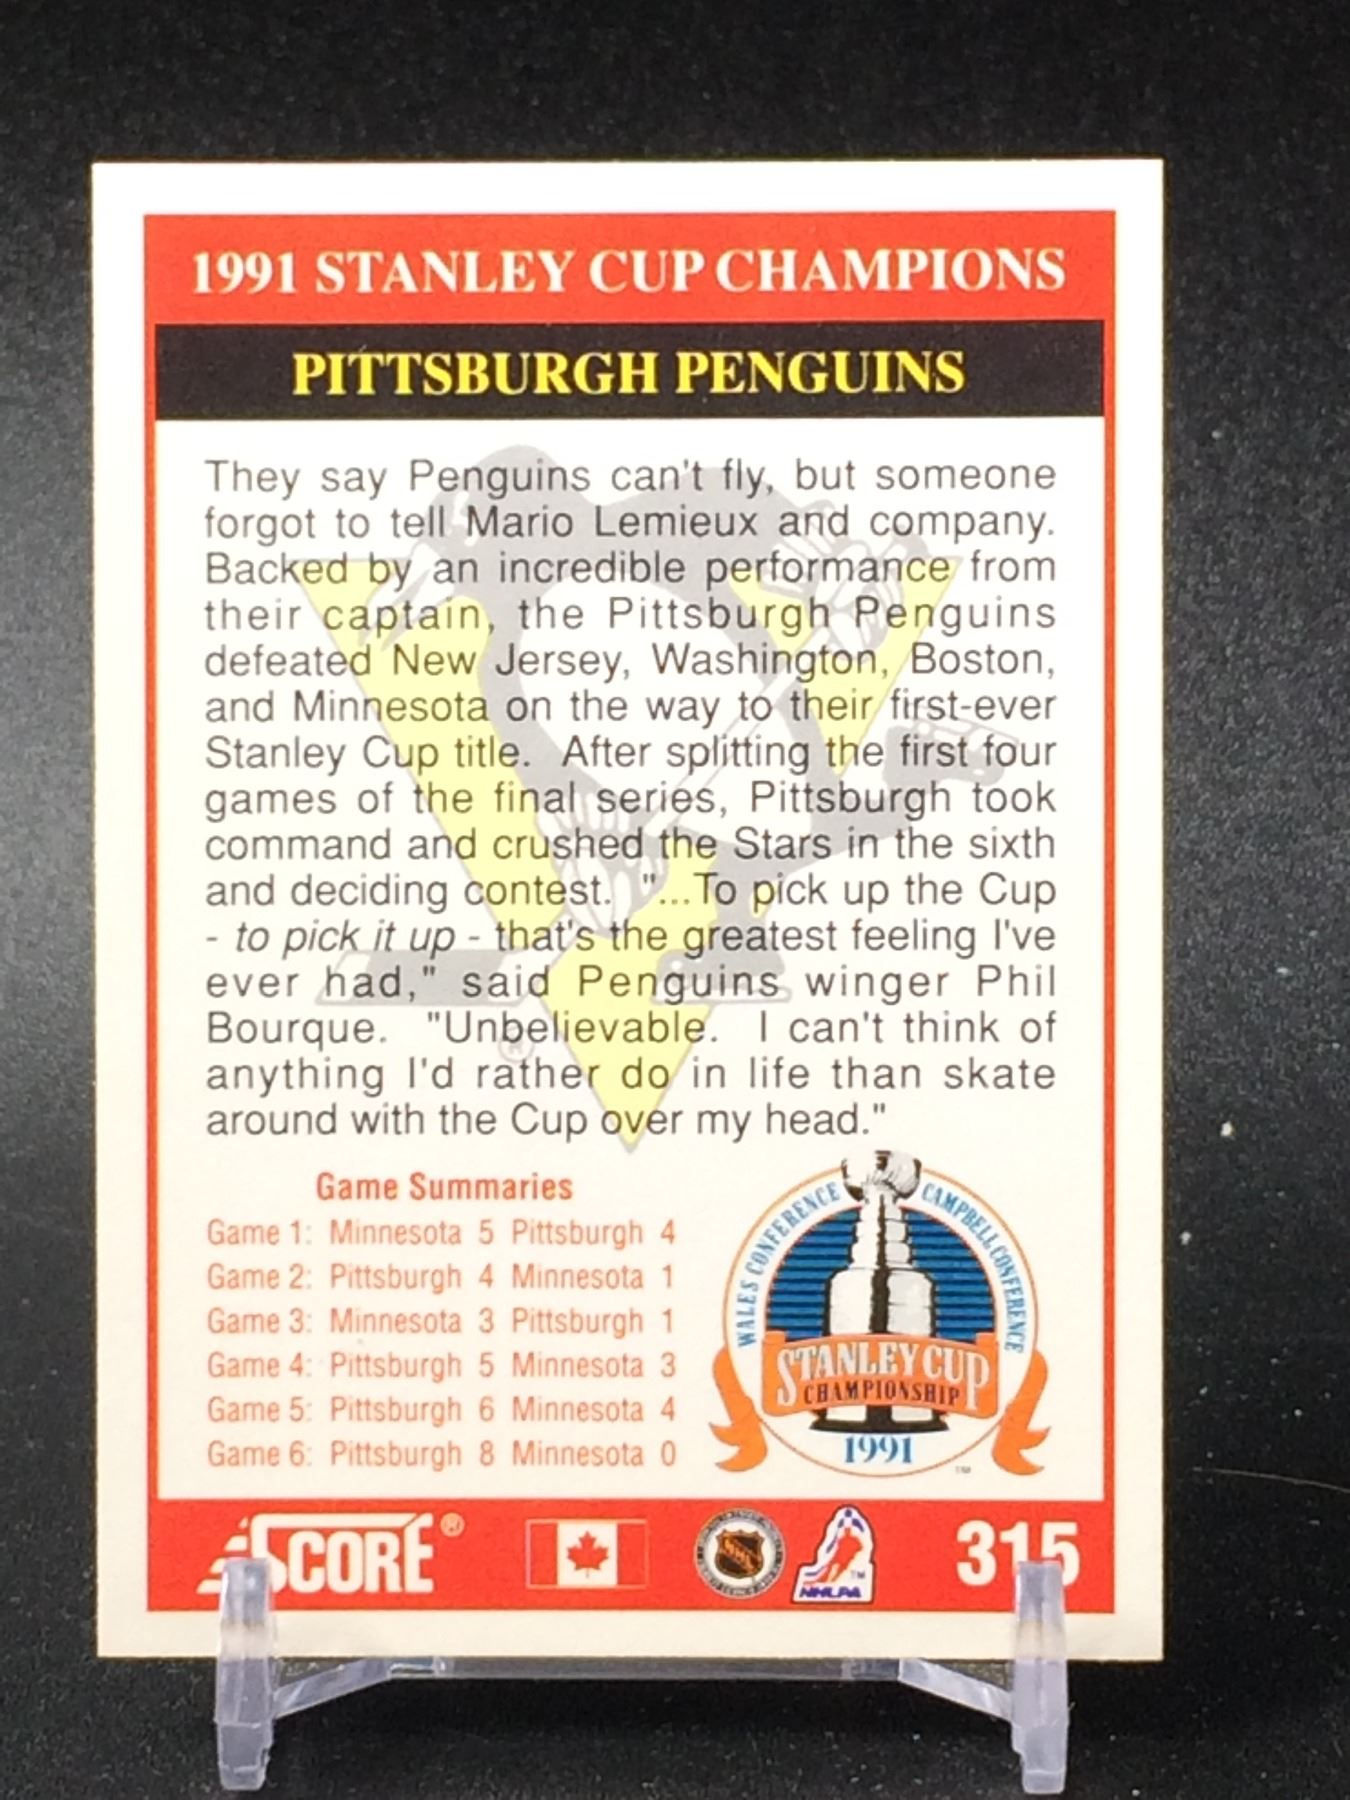 1991 STANLEY CUP CHAMPIONS
PITTSBURGH PENGUINS
They say Penguins can't fly, but someone
forgot to tell Mario Lemieux and company.
Backed by an incredible performance from
their captain, the Pittsburgh Penguins
defeated New Jersey, Washington, Boston,
and Minnesota on the way to their first-ever
Stanley Cup title. After splitting the first four
games of the final series, Pittsburgh took
command and crushed the Stars in the sixth
and deciding contest. "...To pick up the Cup
- to pick it up - that's the greatest feeling I've
ever had," said Penguins winger Phil
Bourque. "Unbelievable. I can't think of
anything I'd rather do in life than skate
around with the Cup over my head."
Game Summaries
Game 1: Minnesota 5 Pittsburgh 4
Game 2: Pittsburgh 4 Minnesota 1
Game 3: Minnesota 3 Pittsburgh 1
Game 4: Pittsburgh 5 Minnesota 3
Game 5: Pittsburgh 6 Minnesota 4
Game 6: Pittsburgh 8 Minnesota 0
WALES CONFERENCE
CAMPBELL CONFERENCE
STANLEY CUP
CHAMPIONSHIP
1991
™
SCORE®
NHL
NHLPA
™
315